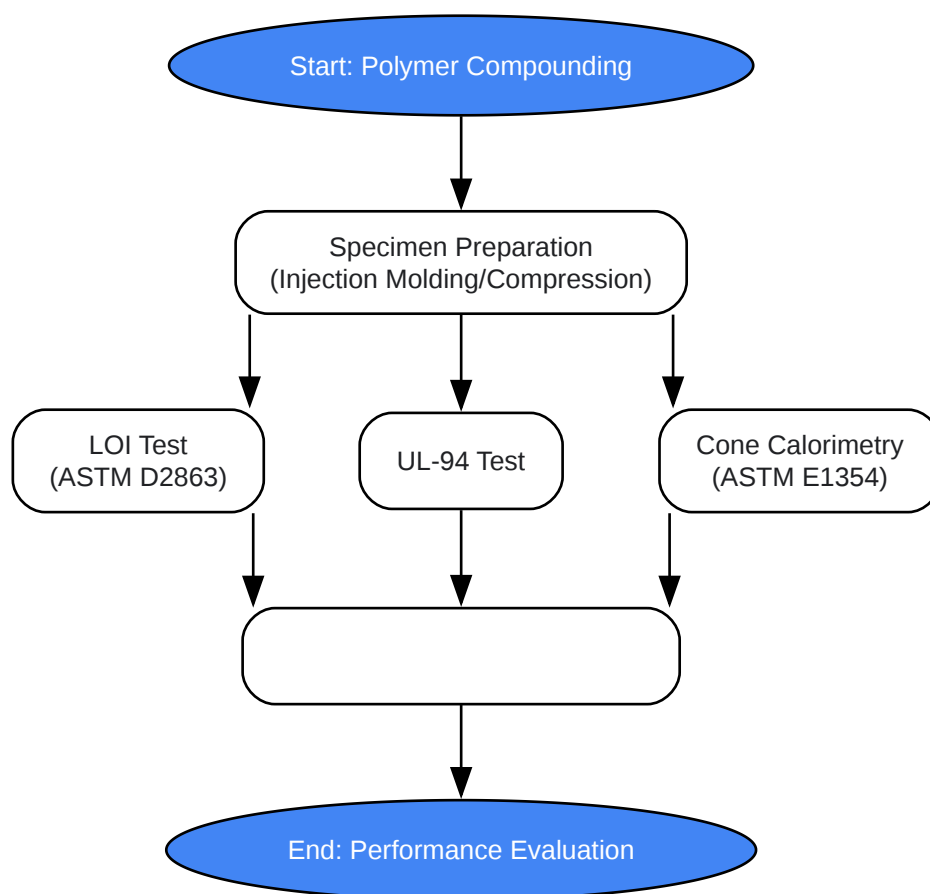 Start: Polymer Compounding
Specimen Preparation
(Injection Molding/Compression)
LOI Test
(ASTM D2863)
UL-94 Test
Cone Calorimetry
(ASTM E1354)
End: Performance Evaluation